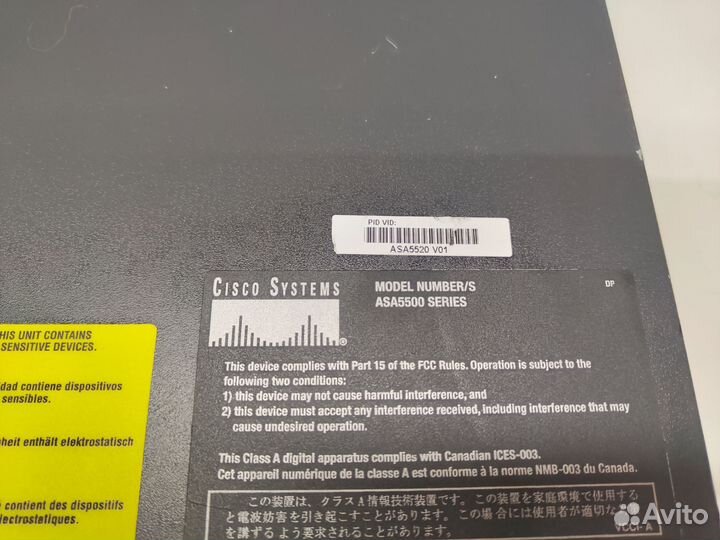 PID VID:
ASA5520 V01
CISCO SYSTEMS
®
MODEL NUMBER/S
ASA5500 SERIES
DP
This device complies with Part 15 of the FCC Rules. Operation is subject to the
following two conditions:
1) this device may not cause harmful interference, and
2) this device must accept any interference received, including interference that may
cause undesired operation.
This Class A digital apparatus complies with Canadian ICES-003.
Cet appareil numérique de la classe A est conforme à la norme NMB-003 du Canada.
この装置は、クラスA情報技術装置です。この装置を家庭環境で使用する
と電波妨害を引き起こすことがあります。この場合には使用者が適切な
を講ずるよう要求されることがあります。
VCCI-A
HIS UNIT CONTAINS
SENSITIVE DEVICES.
dad contiene dispositivos
sensibles.
heit enthält elektrostatisch
contient des dispositifs
lectrostatiques.
Avito